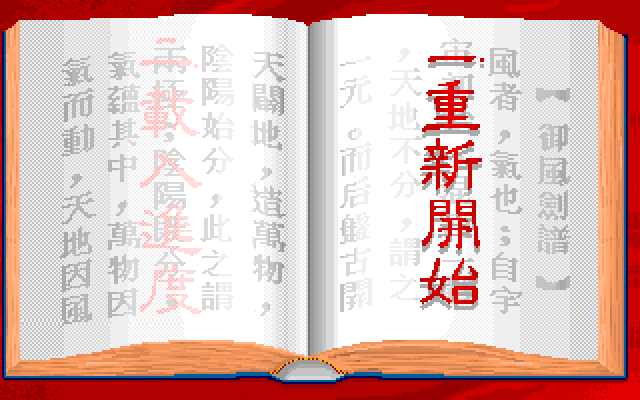 【御風劍譜】
風者，氣也；自宇
宙
一.重新開始
，天地不分，謂之
一元。而后盤古開
天闢地，造萬物，
陰陽始分，此之謂
，陰陽 分，
二載入進度
氣蘊其中，萬物因
氣而動，天地因風